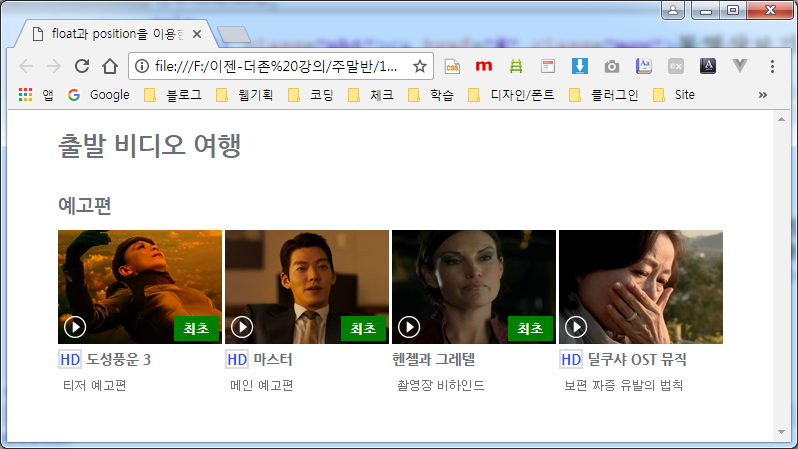 float과 position을 이용한
file:///F:/이젠-더존%20강의/주말반/1...
앱 Google 블로그 웹기획 코딩 체크 학습 디자인/폰트 플러그인 Site »
출발 비디오 여행
예고편
최초 최초 최초
HD 도성풍운 3 HD 마스터 헨젤과 그레텔 HD 딜쿠샤 OST 뮤직
티저 예고편 메인 예고편 촬영장 비하인드 보편 짜증 유발의 법칙